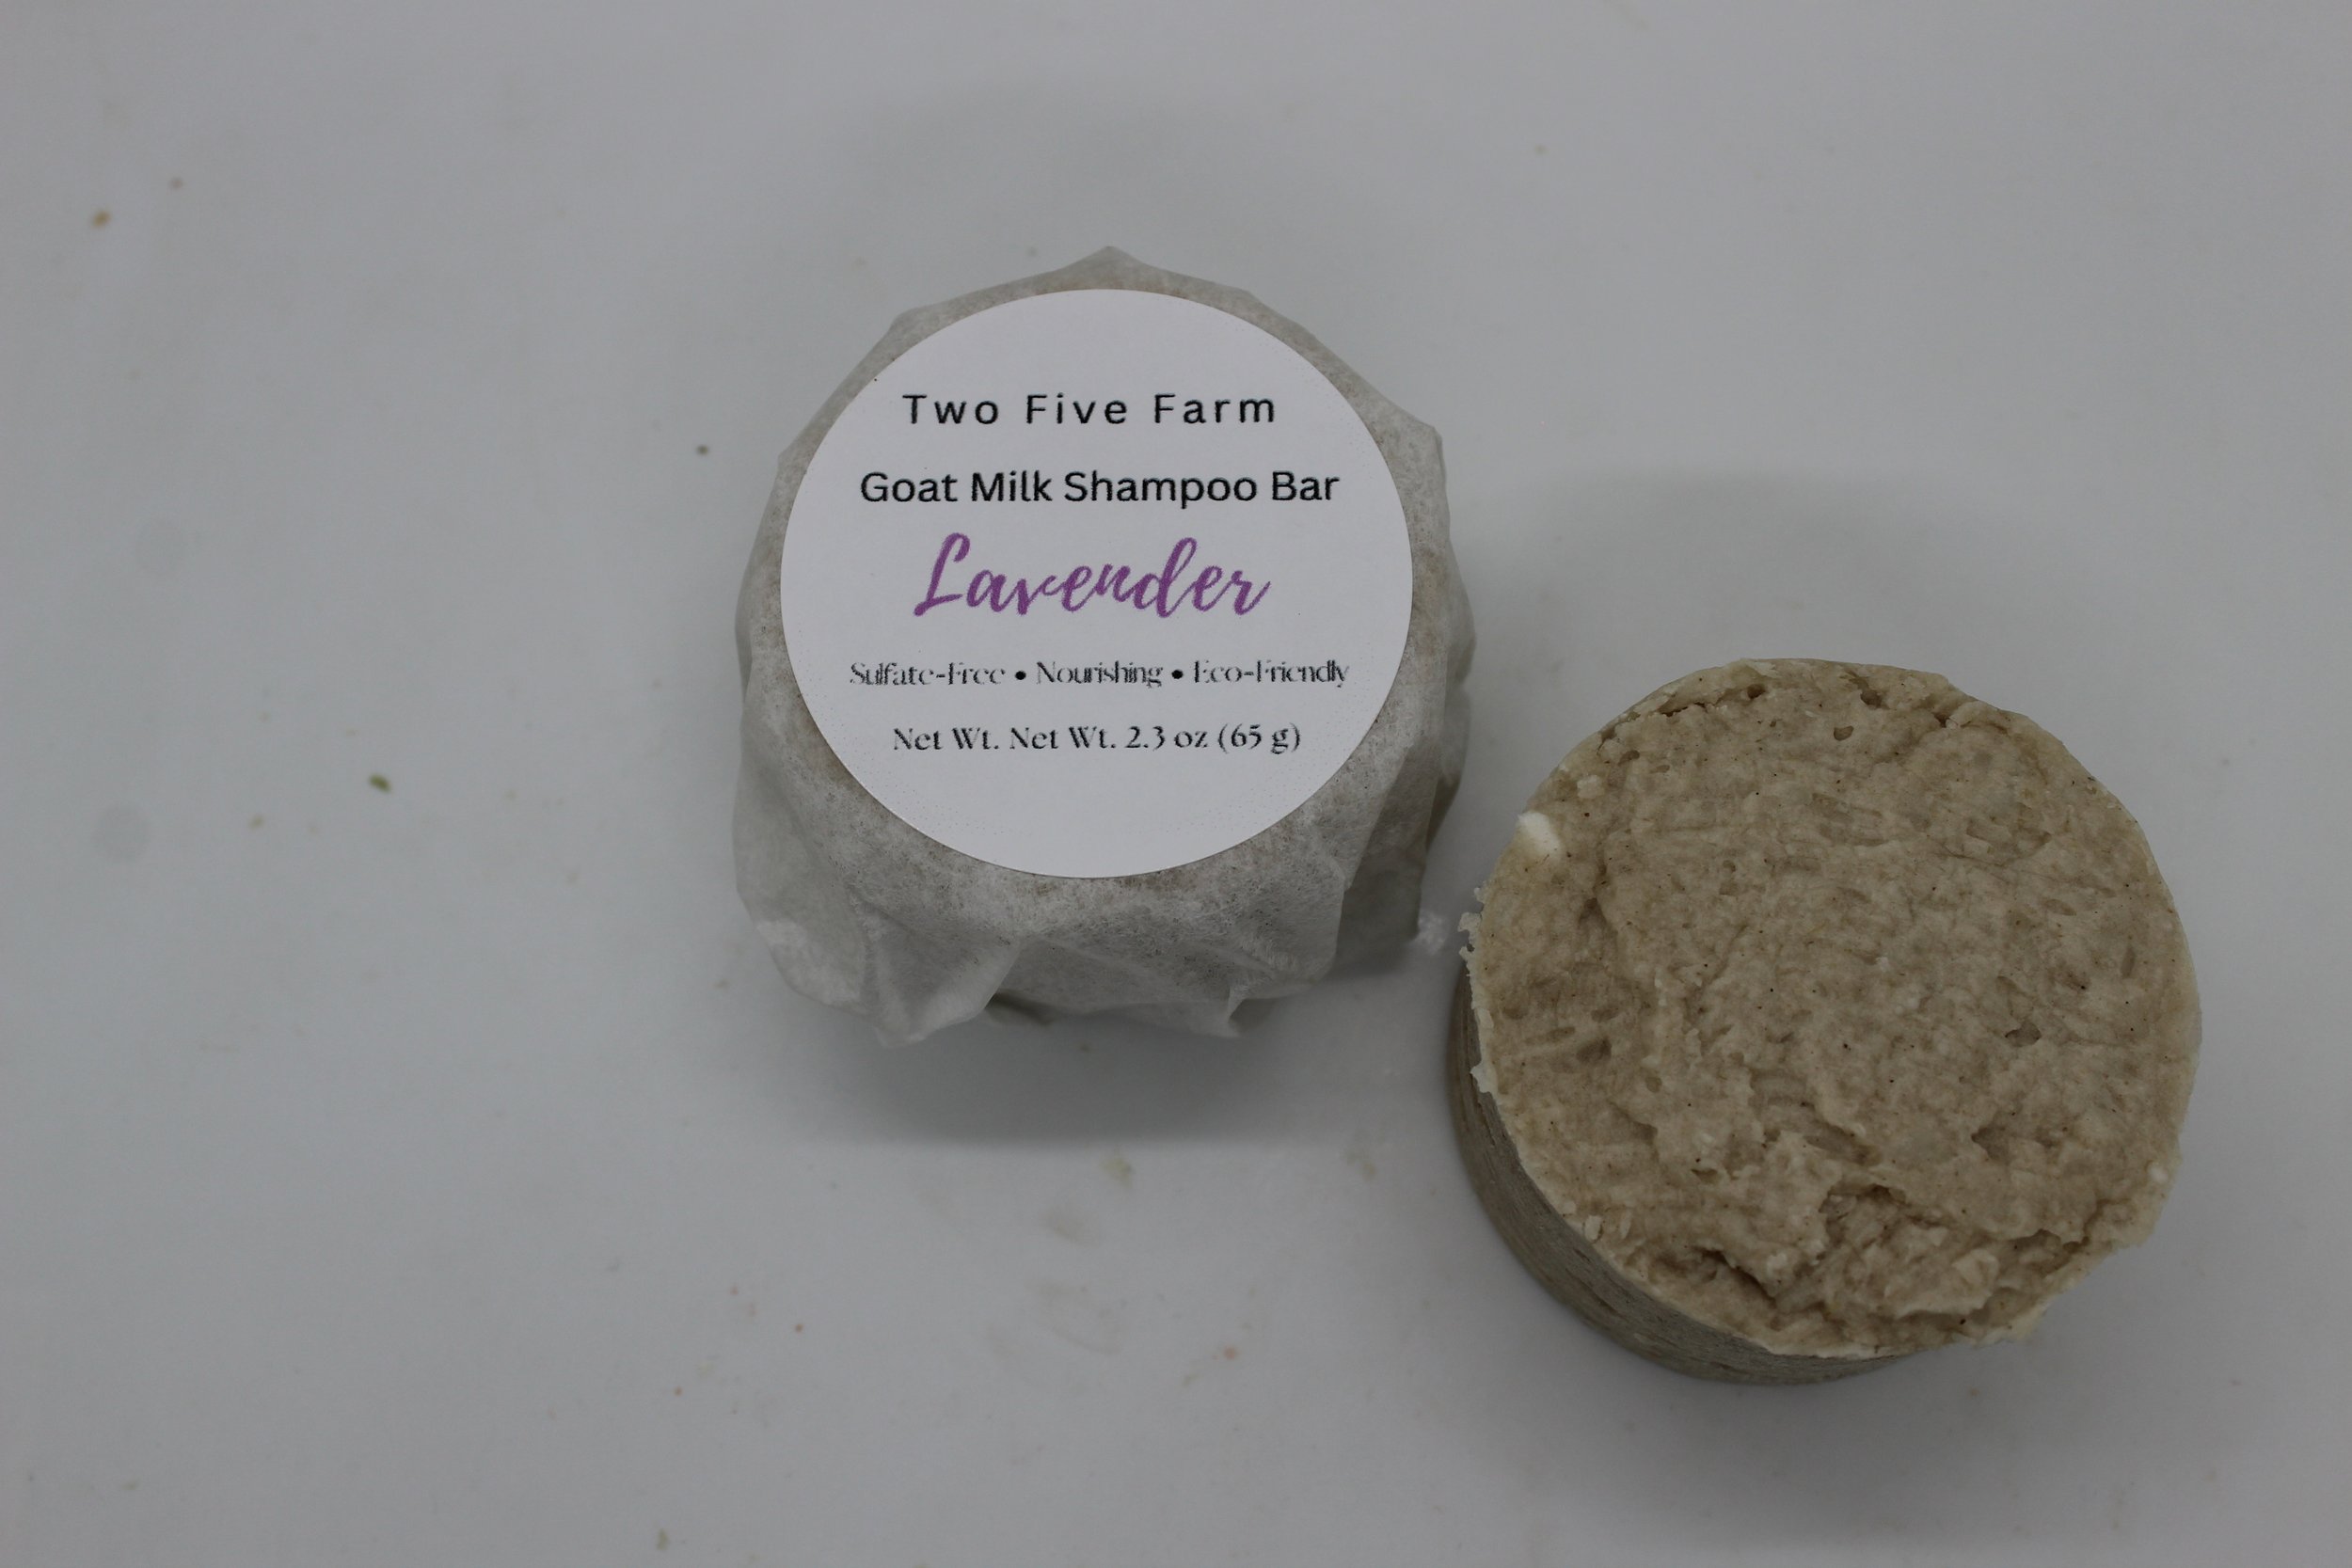 Two Five Farm
Goat Milk Shampoo Bar
Lavender
Sulfate-Free • Nourishing • Eco-Friendly
Net Wt. Net Wt. 2.3 oz (65 g)